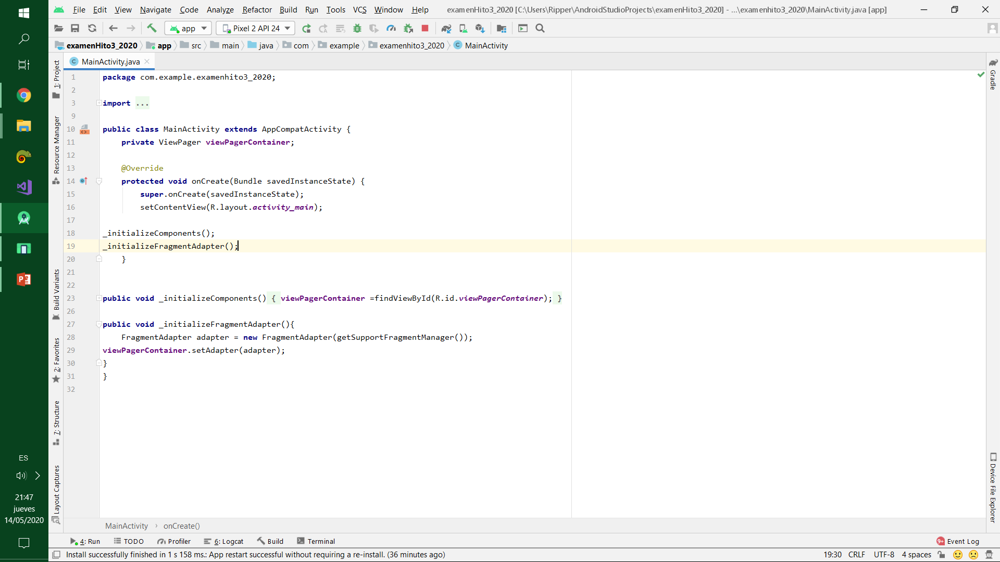 File Edit View Navigate Code Analyze Refactor Build Run Tools VCS Window Help examenHito3_2020 [C:\Users\Ripper\AndroidStudioProjects\examenHito3_2020] - ...\examenhito3_2020\MainActivity.java [app]
app Pixel 2 API 24
examenHito3_2020 app src main java com example examenhito3_2020 MainActivity
MainActivity.java
1 package com.example.examenhito3_2020;
2
3 import ...
9
10 public class MainActivity extends AppCompatActivity {
11 private ViewPager viewPagerContainer;
12
13 @Override
14 protected void onCreate(Bundle savedInstanceState) {
15 super.onCreate(savedInstanceState);
16 setContentView(R.layout.activity_main);
17
18 _initializeComponents();
19 _initializeFragmentAdapter();
20 }
21
22
23 public void _initializeComponents() { viewPagerContainer =findViewById(R.id.viewPagerContainer); }
26
27 public void _initializeFragmentAdapter(){
28 FragmentAdapter adapter = new FragmentAdapter(getSupportFragmentManager());
29 viewPagerContainer.setAdapter(adapter);
30 }
31 }
32
MainActivity › onCreate()
4: Run TODO Profiler 6: Logcat Build Terminal 9+ Event Log
Install successfully finished in 1 s 158 ms.: App restart successful without requiring a re-install. (36 minutes ago) 19:30 CRLF UTF-8 4 spaces
1: Project
Resource Manager
Build Variants
2: Favorites
7: Structure
Layout Captures
Gradle
Device File Explorer
ES
21:47
jueves
14/05/2020